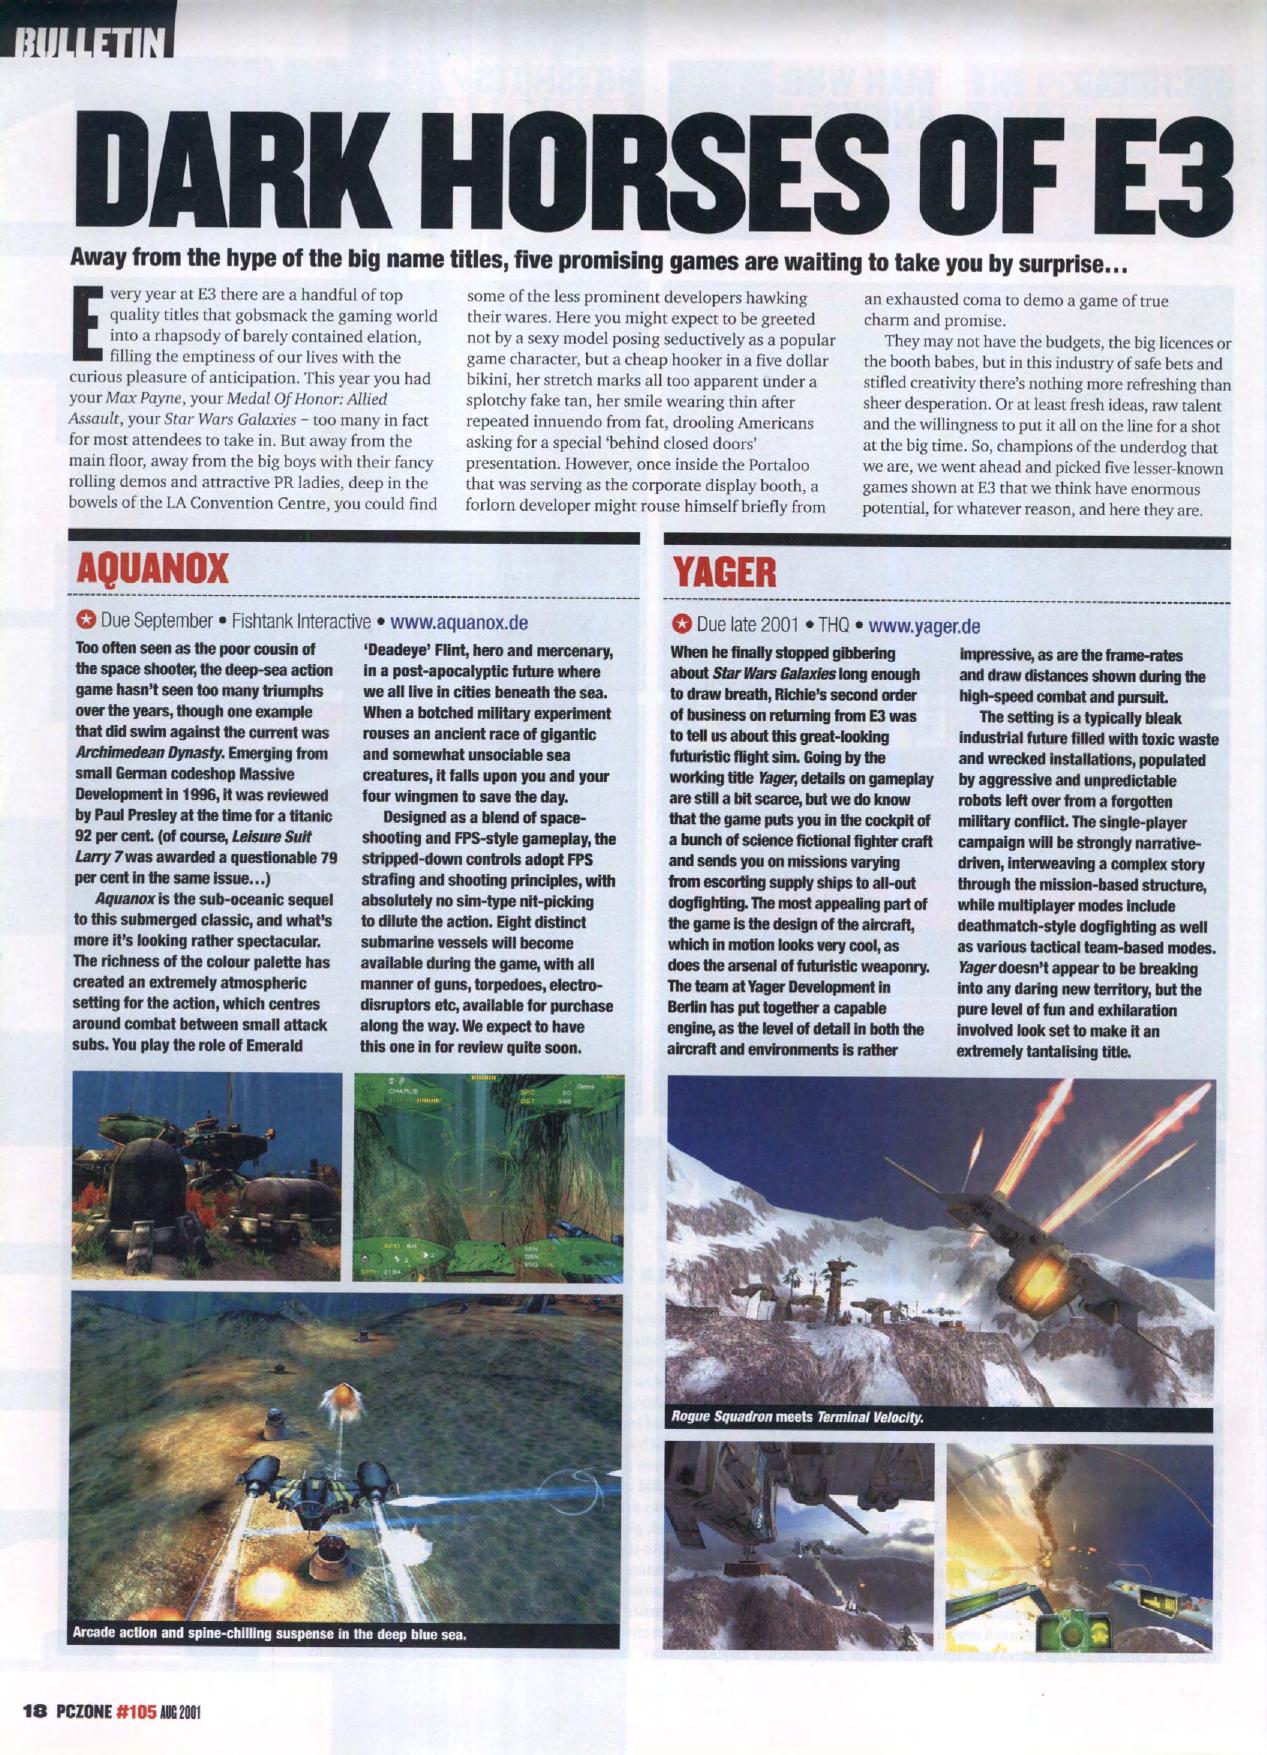 BULLETIN
DARK HORSES OF E3
Away from the hype of the big name titles, five promising games are waiting to take you by surprise...
Every year at E3 there are a handful of top
quality titles that gobsmack the gaming world
into a rhapsody of barely contained elation,
filling the emptiness of our lives with the
curious pleasure of anticipation. This year you had
your Max Payne, your Medal Of Honor: Allied
Assault, your Star Wars Galaxies – too many in fact
for most attendees to take in. But away from the
main floor, away from the big boys with their fancy
rolling demos and attractive PR ladies, deep in the
bowels of the LA Convention Centre, you could find
some of the less prominent developers hawking
their wares. Here you might expect to be greeted
not by a sexy model posing seductively as a popular
game character, but a cheap hooker in a five dollar
bikini, her stretch marks all too apparent under a
splotchy fake tan, her smile wearing thin after
repeated innuendo from fat, drooling Americans
asking for a special 'behind closed doors'
presentation. However, once inside the Portaloo
that was serving as the corporate display booth, a
forlorn developer might rouse himself briefly from
an exhausted coma to demo a game of true
charm and promise.
They may not have the budgets, the big licences or
the booth babes, but in this industry of safe bets and
stifled creativity there's nothing more refreshing than
sheer desperation. Or at least fresh ideas, raw talent
and the willingness to put it all on the line for a shot
at the big time. So, champions of the underdog that
we are, we went ahead and picked five lesser-known
games shown at E3 that we think have enormous
potential, for whatever reason, and here they are.
AQUANOX
Due September • Fishtank Interactive • www.aquanox.de
Too often seen as the poor cousin of
the space shooter, the deep-sea action
game hasn't seen too many triumphs
over the years, though one example
that did swim against the current was
Archimedean Dynasty. Emerging from
small German codeshop Massive
Development in 1996, it was reviewed
by Paul Presley at the time for a titanic
92 per cent. (of course, Leisure Suit
Larry 7 was awarded a questionable 79
per cent in the same issue...)
Aquanox is the sub-oceanic sequel
to this submerged classic, and what's
more it's looking rather spectacular.
The richness of the colour palette has
created an extremely atmospheric
setting for the action, which centres
around combat between small attack
subs. You play the role of Emerald
'Deadeye' Flint, hero and mercenary,
in a post-apocalyptic future where
we all live in cities beneath the sea.
When a botched military experiment
rouses an ancient race of gigantic
and somewhat unsociable sea
creatures, it falls upon you and your
four wingmen to save the day.
Designed as a blend of space-
shooting and FPS-style gameplay, the
stripped-down controls adopt FPS
strafing and shooting principles, with
absolutely no sim-type nit-picking
to dilute the action. Eight distinct
submarine vessels will become
available during the game, with all
manner of guns, torpedoes, electro-
disruptors etc, available for purchase
along the way. We expect to have
this one in for review quite soon.
CHARLIE
Arcade action and spine-chilling suspense in the deep blue sea.
YAGER
Due late 2001 • THQ • www.yager.de
When he finally stopped gibbering
about Star Wars Galaxies long enough
to draw breath, Richie's second order
of business on returning from E3 was
to tell us about this great-looking
futuristic flight sim. Going by the
working title Yager, details on gameplay
are still a bit scarce, but we do know
that the game puts you in the cockpit of
a bunch of science fictional fighter craft
and sends you on missions varying
from escorting supply ships to all-out
dogfighting. The most appealing part of
the game is the design of the aircraft,
which in motion looks very cool, as
does the arsenal of futuristic weaponry.
The team at Yager Development in
Berlin has put together a capable
engine, as the level of detail in both the
aircraft and environments is rather
impressive, as are the frame-rates
and draw distances shown during the
high-speed combat and pursuit.
The setting is a typically bleak
industrial future filled with toxic waste
and wrecked installations, populated
by aggressive and unpredictable
robots left over from a forgotten
military conflict. The single-player
campaign will be strongly narrative-
driven, interweaving a complex story
through the mission-based structure,
while multiplayer modes include
deathmatch-style dogfighting as well
as various tactical team-based modes.
Yager doesn't appear to be breaking
into any daring new territory, but the
pure level of fun and exhilaration
involved look set to make it an
extremely tantalising title.
Rogue Squadron meets Terminal Velocity.
18 PCZONE #105 AUG 2001